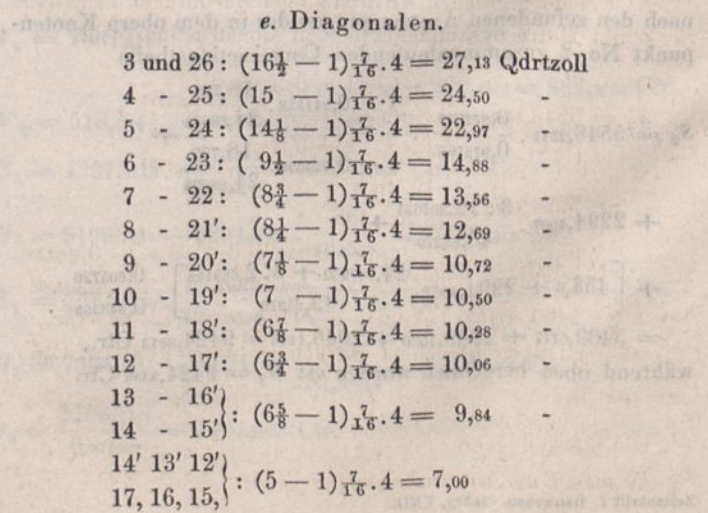 e. Diagonalen.
3 und 26: (16½ — 1) 7/16 . 4 = 27,13 Qdrtzoll
4 - 25: (15 — 1) 7/16 . 4 = 24,50 -
5 - 24: (14⅛ — 1) 7/16 . 4 = 22,97 -
6 - 23: (9½ — 1) 7/16 . 4 = 14,88 -
7 - 22: (8¾ — 1) 7/16 . 4 = 13,56 -
8 - 21': (8¼ — 1) 7/16 . 4 = 12,69 -
9 - 20': (7⅛ — 1) 7/16 . 4 = 10,72 -
10 - 19': (7 — 1) 7/16 . 4 = 10,50 -
11 - 18': (6⅞ — 1) 7/16 . 4 = 10,28 -
12 - 17': (6¾ — 1) 7/16 . 4 = 10,06 -
13 - 16'
14 - 15'} : (6⅝ — 1) 7/16 . 4 = 9,84 -
14' 13' 12'
17, 16, 15,} : (5 — 1) 7/16 . 4 = 7,00